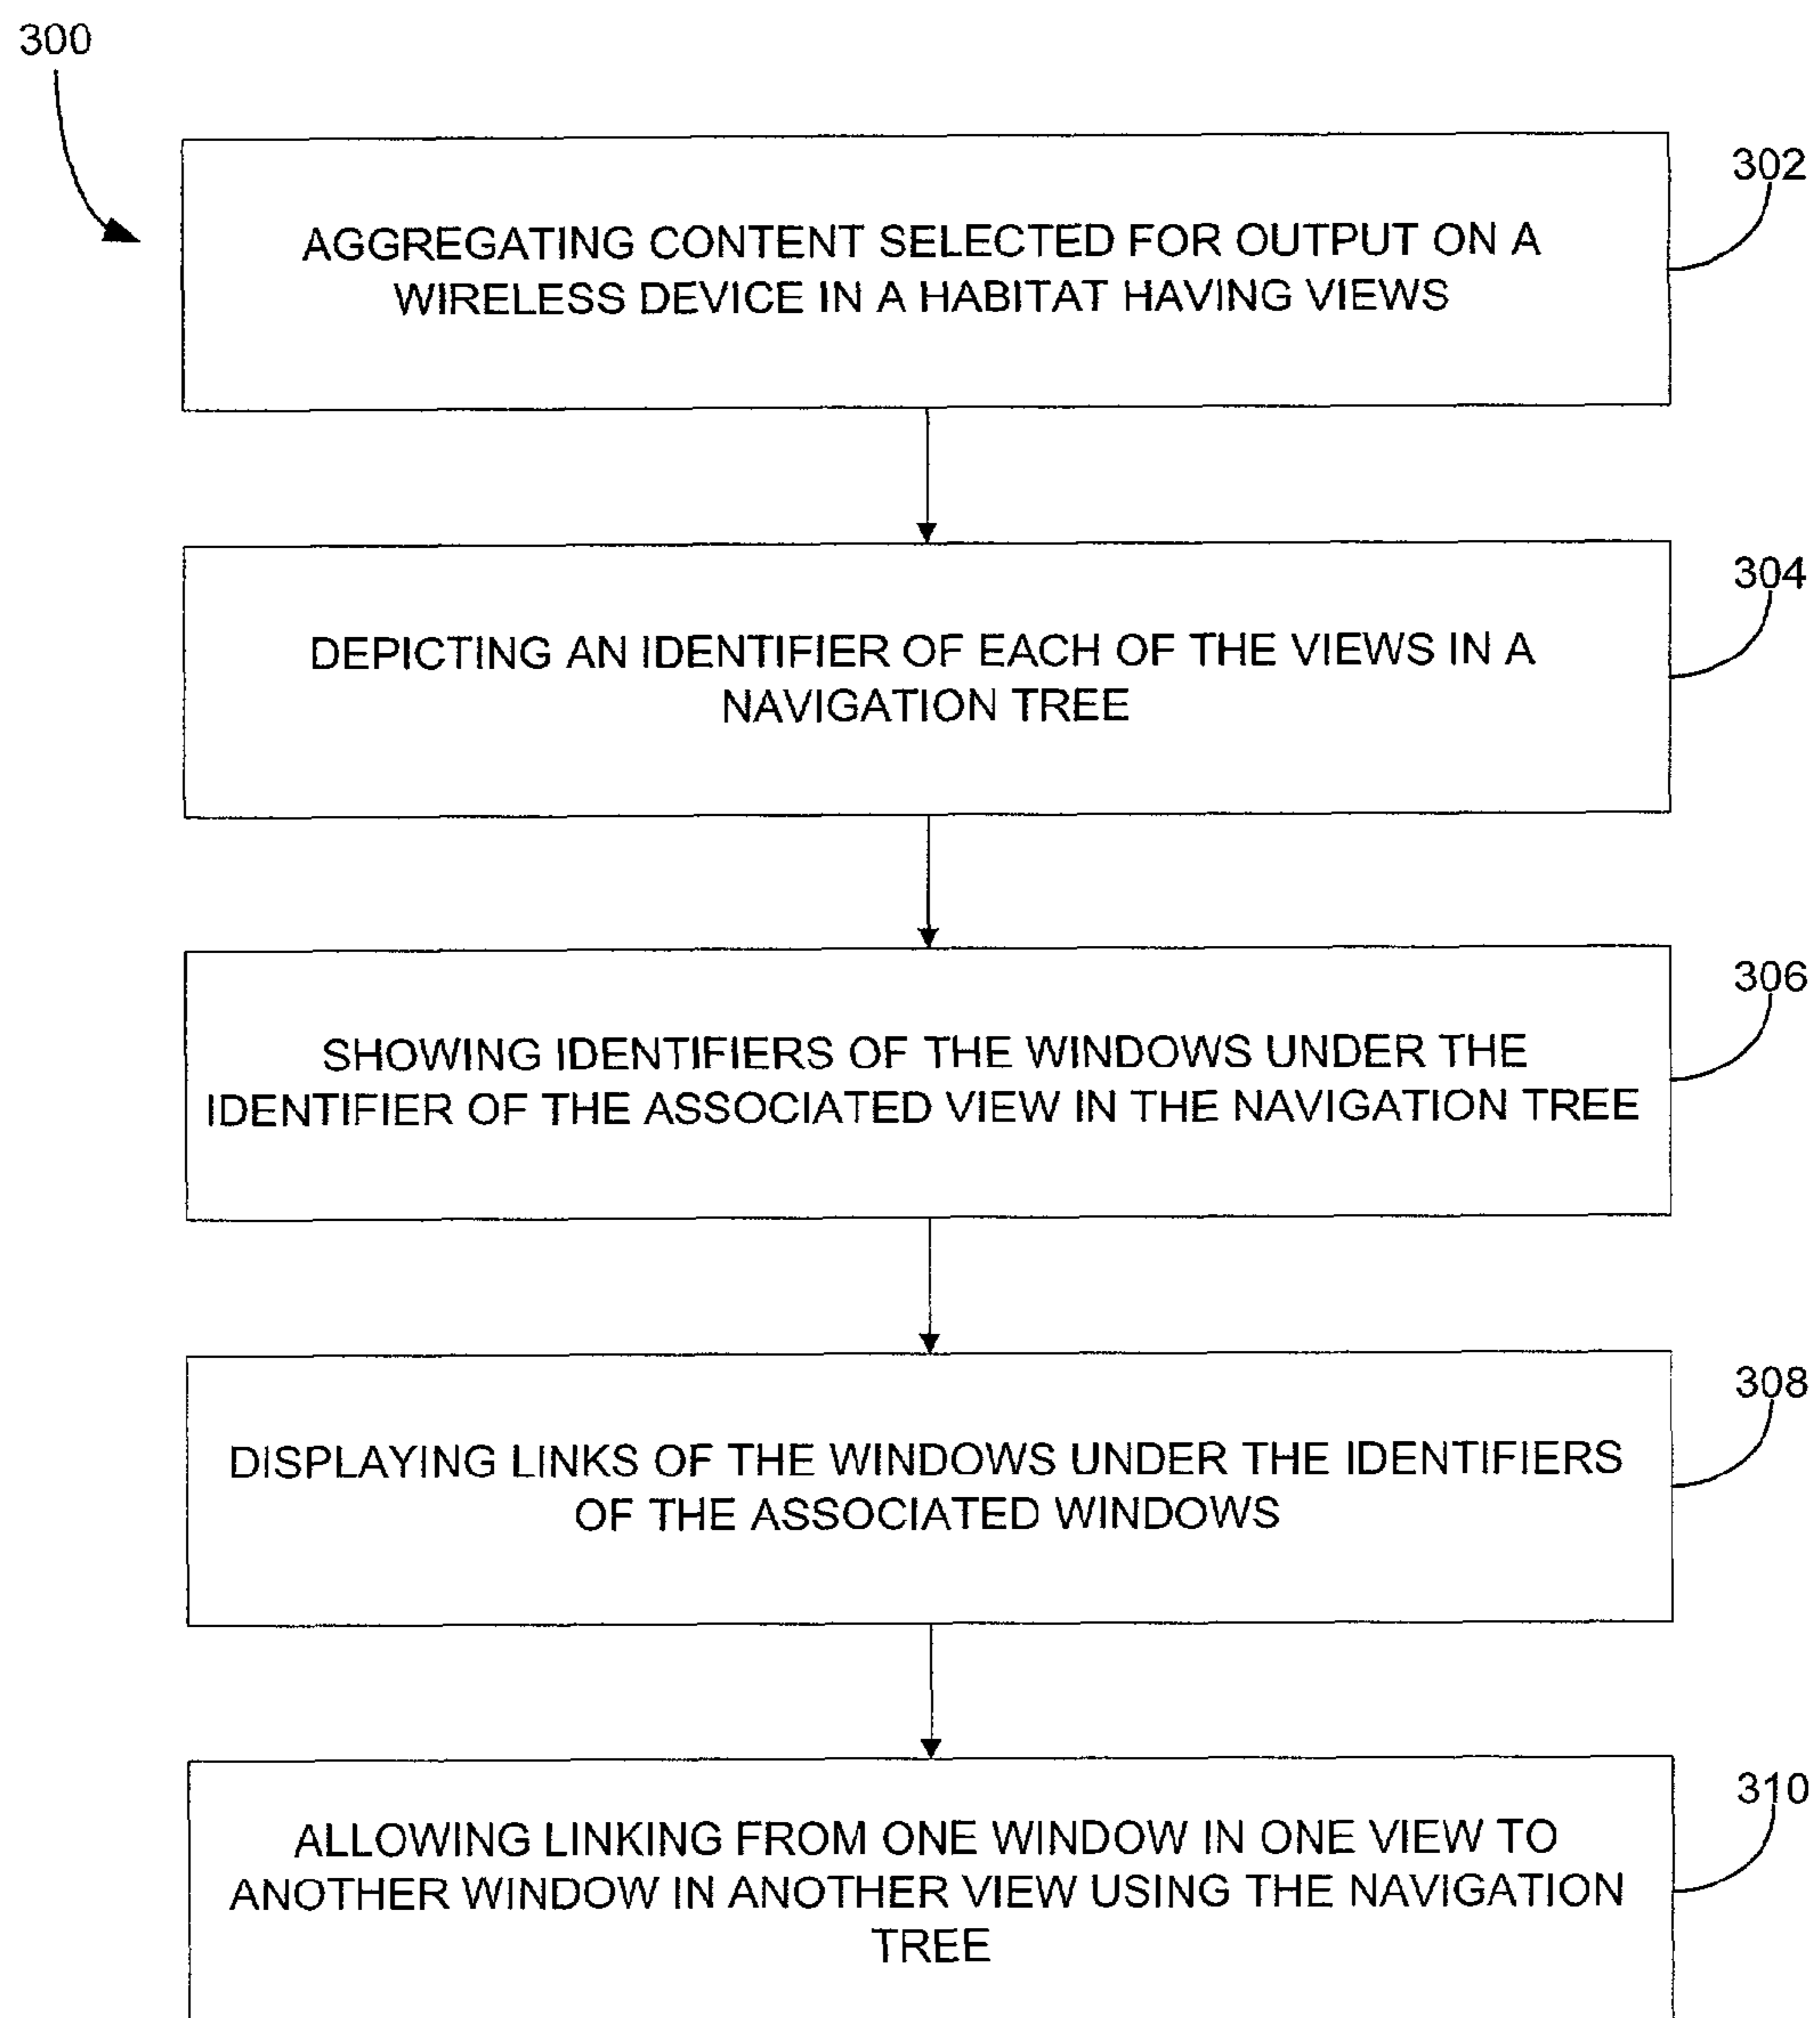 300
302
AGGREGATING CONTENT SELECTED FOR OUTPUT ON A
WIRELESS DEVICE IN A HABITAT HAVING VIEWS
304
DEPICTING AN IDENTIFIER OF EACH OF THE VIEWS IN A
NAVIGATION TREE
306
SHOWING IDENTIFIERS OF THE WINDOWS UNDER THE
IDENTIFIER OF THE ASSOCIATED VIEW IN THE NAVIGATION TREE
308
DISPLAYING LINKS OF THE WINDOWS UNDER THE IDENTIFIERS
OF THE ASSOCIATED WINDOWS
310
ALLOWING LINKING FROM ONE WINDOW IN ONE VIEW TO
ANOTHER WINDOW IN ANOTHER VIEW USING THE NAVIGATION
TREE